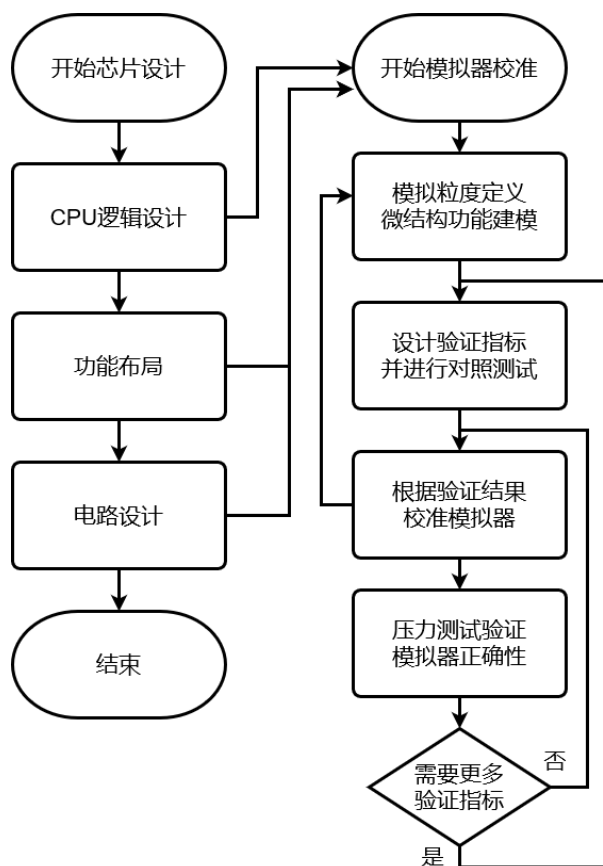 开始芯片设计
CPU逻辑设计
功能布局
电路设计
结束
开始模拟器校准
模拟粒度定义
微结构功能建模
设计验证指标
并进行对照测试
根据验证结果
校准模拟器
压力测试验证
模拟器正确性
需要更多
验证指标
否
是